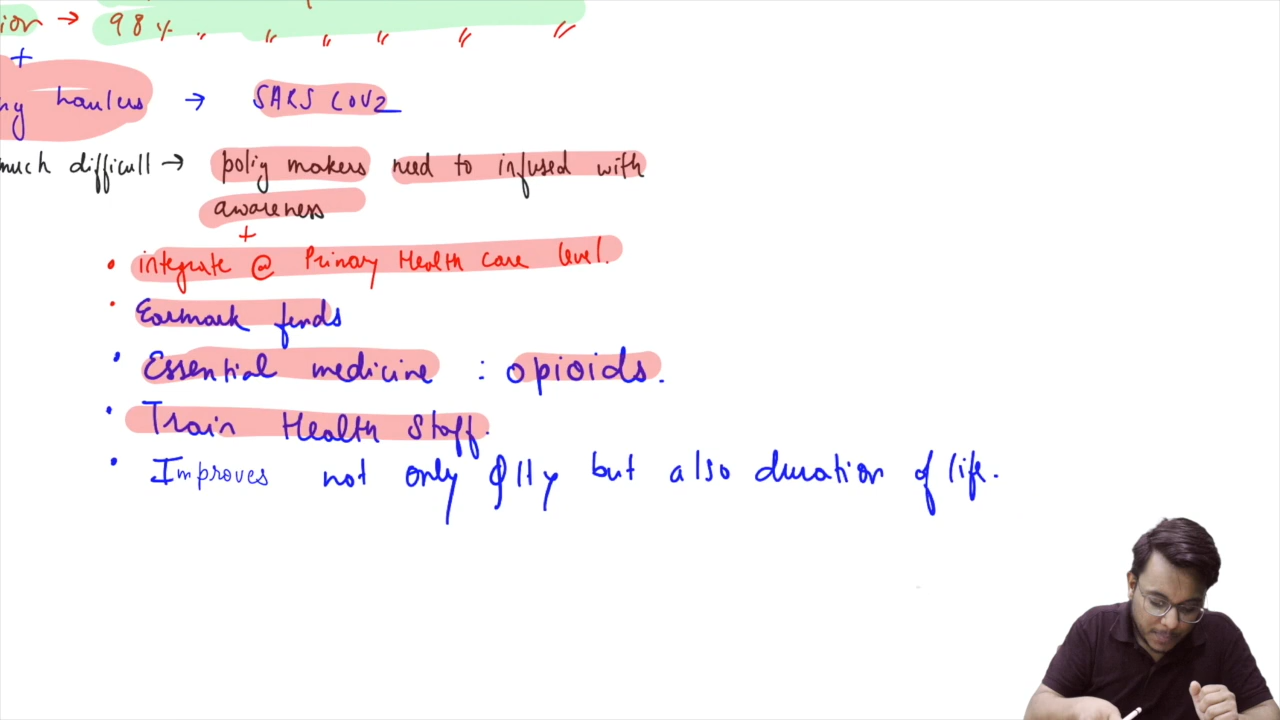 ion → 98% " " " " " "
+
ng haulers → SARS COV2
much difficult → poliy makers need to infused with
awareness
+
• integrate @ Primary Health care level.
• Earmark funds
• Essential medicine : opioids.
• Train Health Staff.
• Improves not only Qlty but also duration of life.